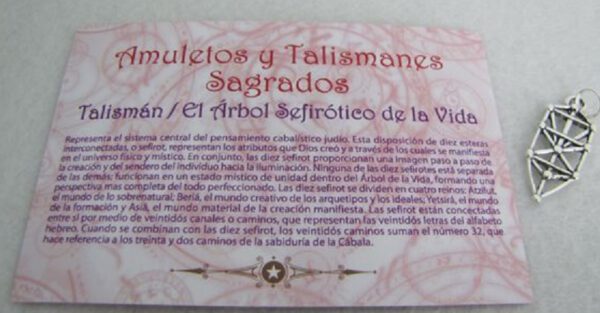 Amuletos y Talismanes
Sagrados
Talismán / El Árbol Sefirótico de la Vida
Representa el sistema central del pensamiento cabalístico judío. Esta disposición de diez esferas
interconectadas, o sefirot, representan los atributos que Dios creó y a través de los cuales se manifiesta
en el universo físico y místico. En conjunto, las diez sefirot proporcionan una imagen paso a paso de
la creación y del sendero del individuo hacia la iluminación. Ninguna de las diez sefirotes está separada
de las demás; funcionan en un estado místico de unidad dentro del Árbol de la Vida, formando una
perspectiva mas completa del todo perfeccionado. Las diez sefirot se dividen en cuatro reinos: Atzilut,
el mundo de lo sobrenatural; Beriá, el mundo creativo de los arquetipos y los ideales; Yetsirá, el mundo
de la formación y Asiá, el mundo material de la creación manifiesta. Las sefirot están concectadas
entre sí por medio de veintidós canales o caminos, que representan las veintidós letras del alfabeto
hebreo. Cuando se combinan con las diez sefirot, los veintidós caminos suman el número 32, que
hace referencia a los treinta y dos caminos de la sabiduría de la Cábala.